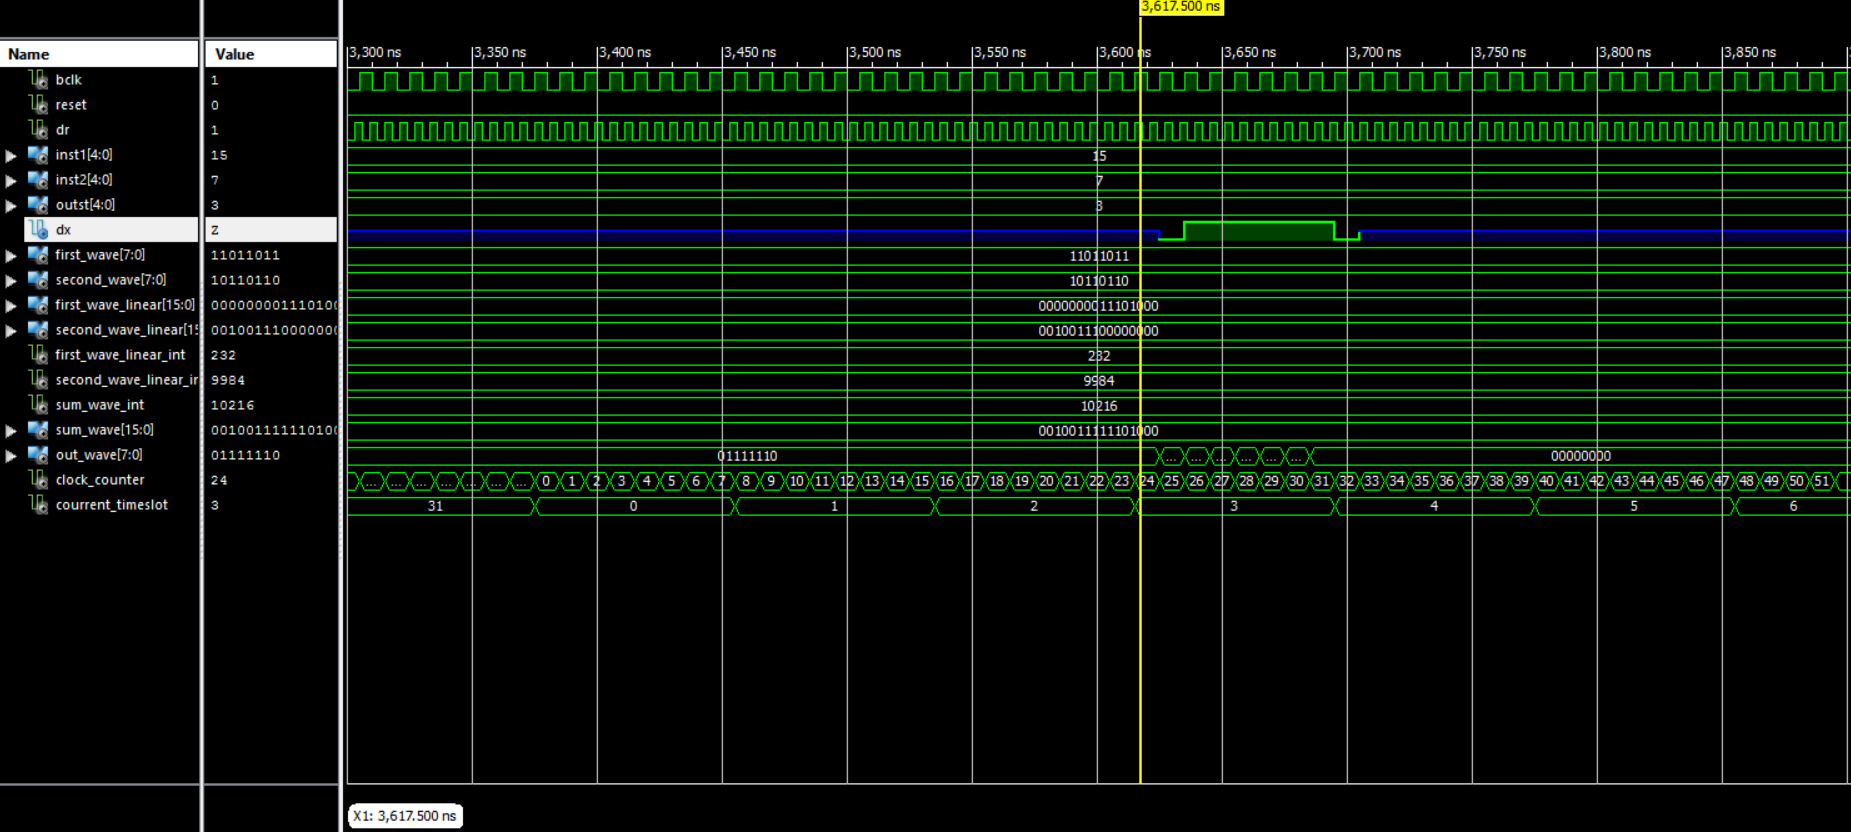 3,617.500 ns
Name Value 3,300 ns 3,350 ns 3,400 ns 3,450 ns 3,500 ns 3,550 ns 3,600 ns 3,650 ns 3,700 ns 3,750 ns 3,800 ns 3,850 ns
bclk 1
reset 0
dr 1
inst1[4:0] 15 15
inst2[4:0] 7 7
outst[4:0] 3 3
dx Z
first_wave[7:0] 11011011 11011011
second_wave[7:0] 10110110 10110110
first_wave_linear[15:0] 000000001110100 0000000011101000
second_wave_linear[15 001001110000000 0010011100000000
first_wave_linear_int 232 232
second_wave_linear_ir 9984 9984
sum_wave_int 10216 10216
sum_wave[15:0] 001001111110100 0010011111101000
out_wave[7:0] 01111110 01111110 ... ... ... ... ... ... 00000000
clock_counter 24 ... ... ... ... ... ... ... 0 1 2 3 4 5 6 7 8 9 10 11 12 13 14 15 16 17 18 19 20 21 22 23 24 25 26 27 28 29 30 31 32 33 34 35 36 37 38 39 40 41 42 43 44 45 46 47 48 49 50 51
courrent_timeslot 3 31 0 1 2 3 4 5 6
X1: 3,617.500 ns